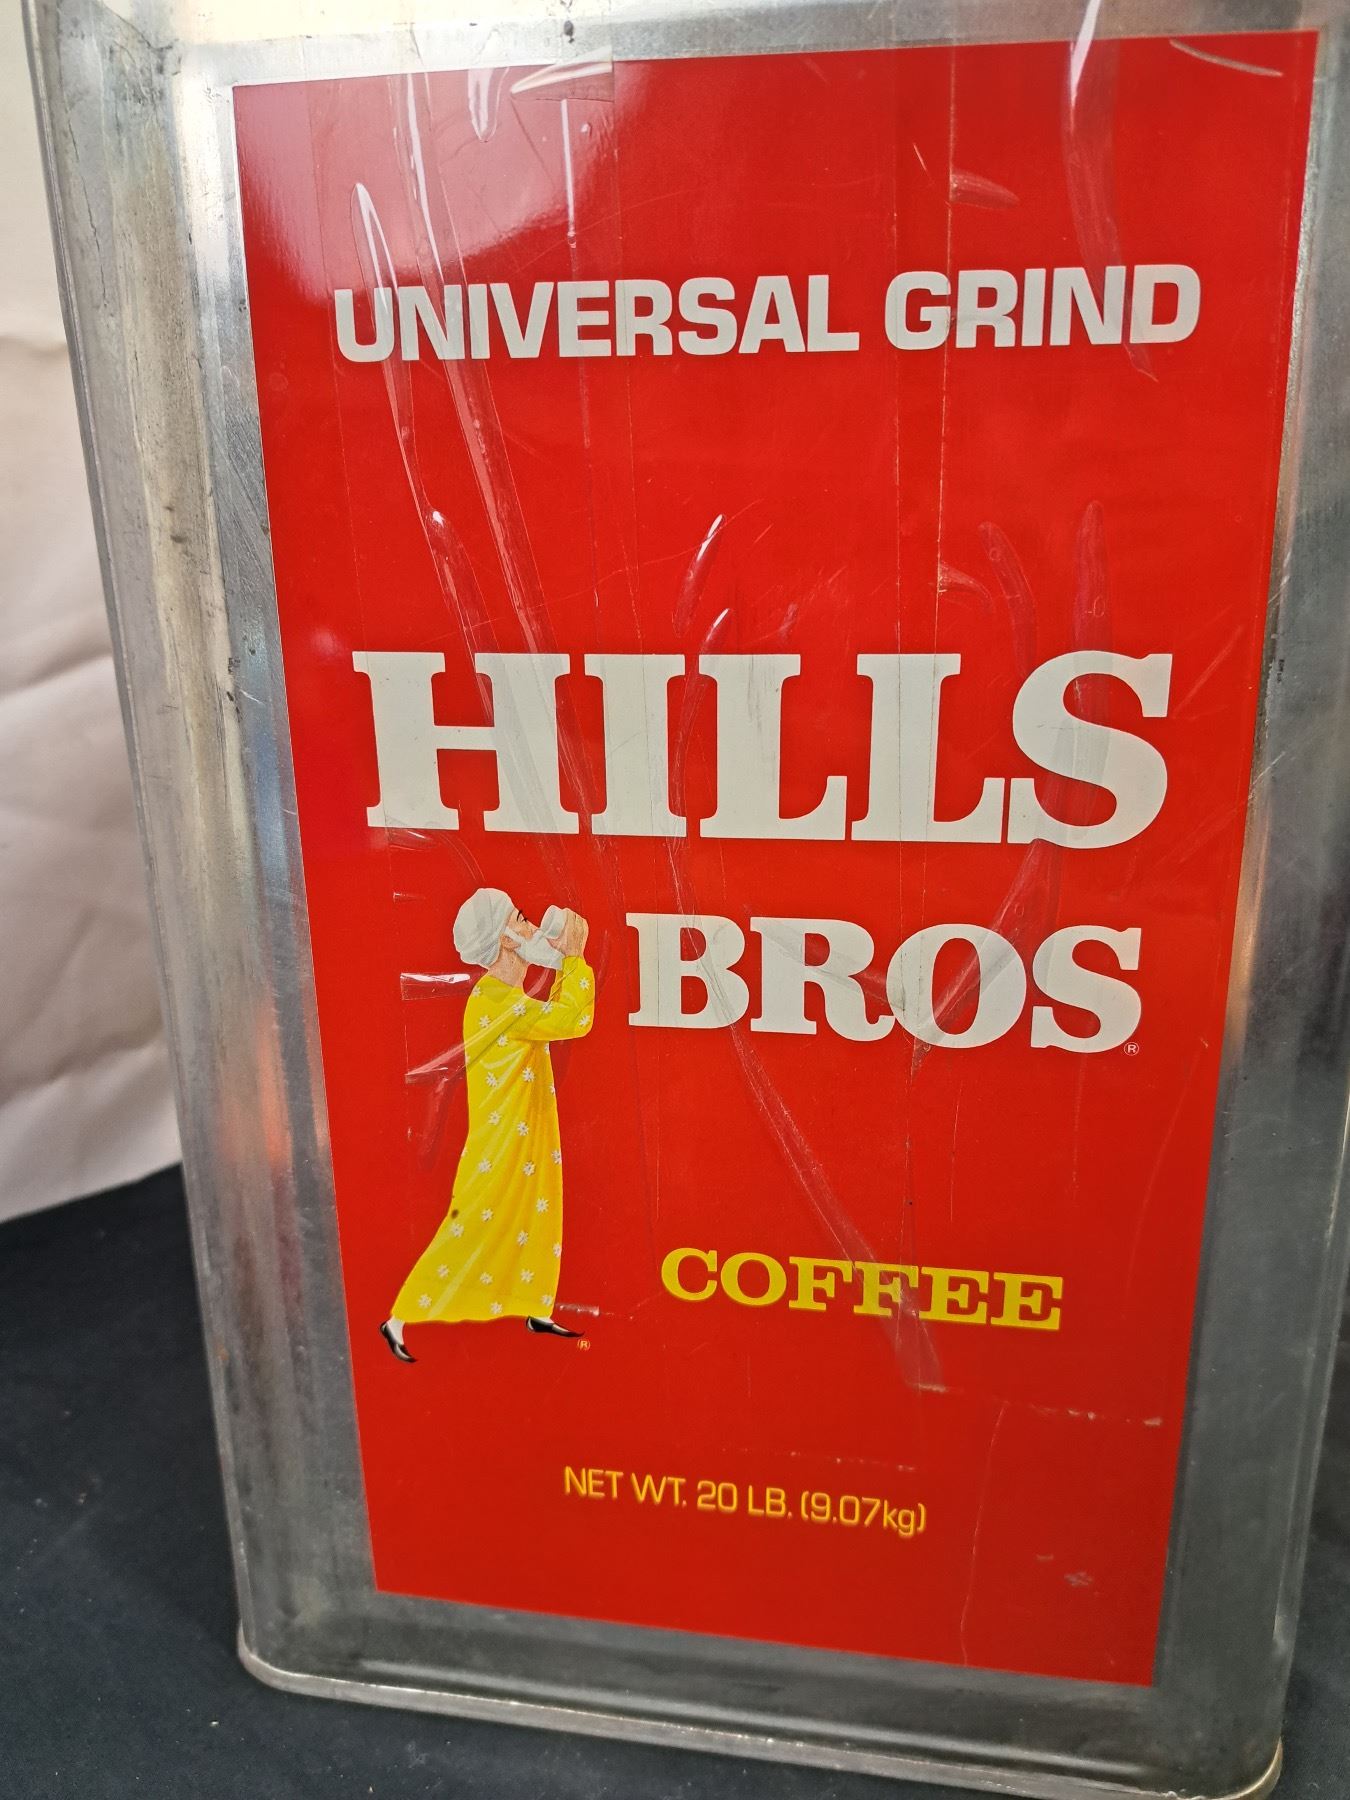 UNIVERSAL GRIND
HILLS
BROS®
COFFEE
®
NET WT. 20 LB. (9.07kg)